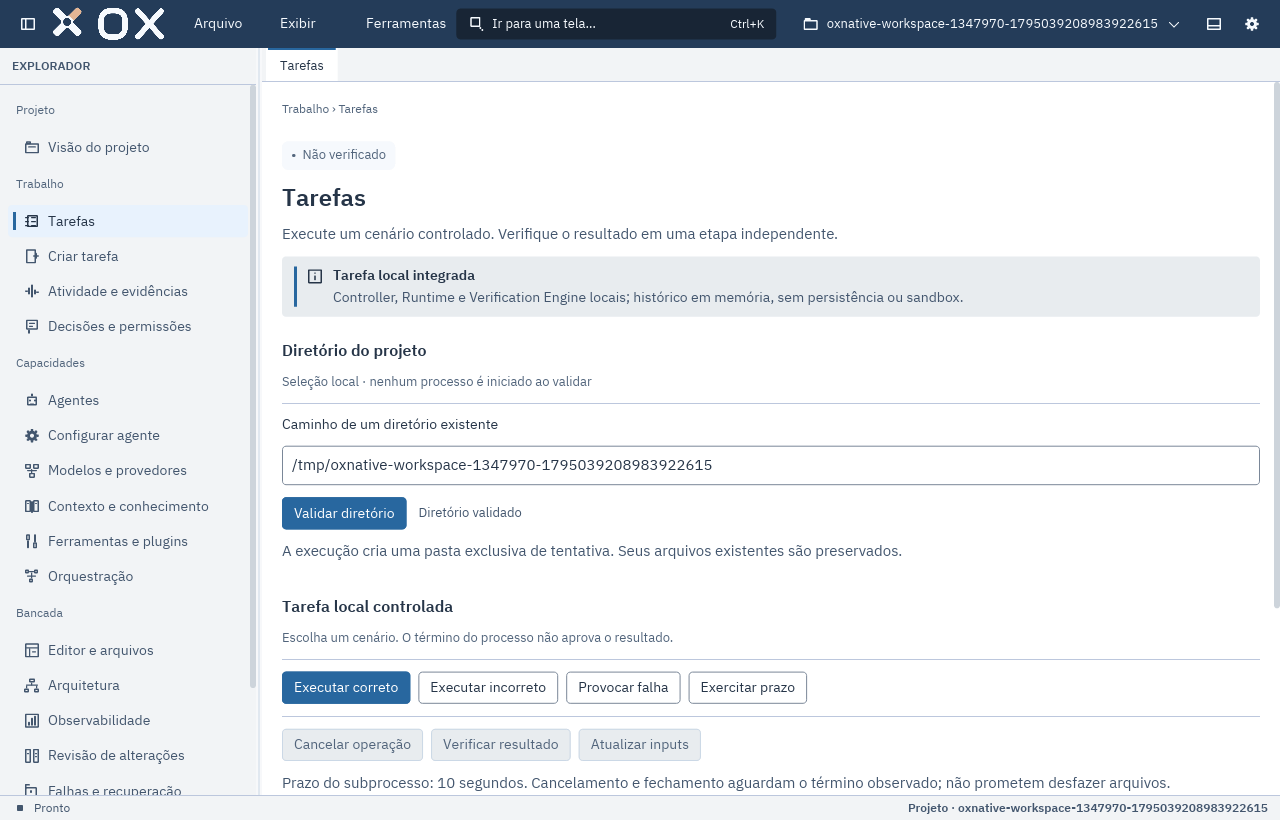 OX
Arquivo
Exibir
Ferramentas
Ir para uma tela...
Ctrl+K
oxnative-workspace-1347970-1795039208983922615
EXPLORADOR
Projeto
Visão do projeto
Trabalho
Tarefas
Criar tarefa
Atividade e evidências
Decisões e permissões
Capacidades
Agentes
Configurar agente
Modelos e provedores
Contexto e conhecimento
Ferramentas e plugins
Orquestração
Bancada
Editor e arquivos
Arquitetura
Observabilidade
Revisão de alterações
Falhas e recuperação
Tarefas
Trabalho › Tarefas
• Não verificado
Tarefas
Execute um cenário controlado. Verifique o resultado em uma etapa independente.
Tarefa local integrada
Controller, Runtime e Verification Engine locais; histórico em memória, sem persistência ou sandbox.
Diretório do projeto
Seleção local · nenhum processo é iniciado ao validar
Caminho de um diretório existente
/tmp/oxnative-workspace-1347970-1795039208983922615
Validar diretório
Diretório validado
A execução cria uma pasta exclusiva de tentativa. Seus arquivos existentes são preservados.
Tarefa local controlada
Escolha um cenário. O término do processo não aprova o resultado.
Executar correto
Executar incorreto
Provocar falha
Exercitar prazo
Cancelar operação
Verificar resultado
Atualizar inputs
Prazo do subprocesso: 10 segundos. Cancelamento e fechamento aguardam o término observado; não prometem desfazer arquivos.
Pronto
Projeto · oxnative-workspace-1347970-1795039208983922615